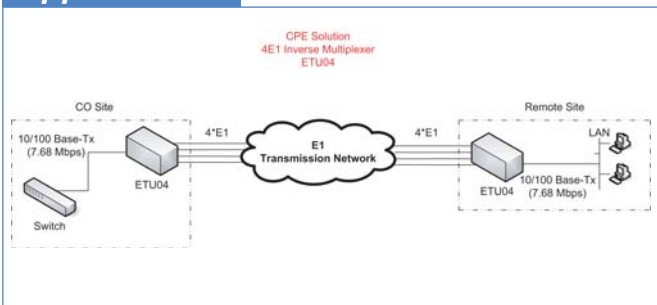 CPE Solution
4E1 Inverse Multiplexer
ETU04
CO Site
10/100 Base-Tx
(7.68 Mbps)
ETU04
Switch
4*E1
E1
Transmission Network
4*E1
Remote Site
LAN
ETU04
10/100 Base-Tx
(7.68 Mbps)